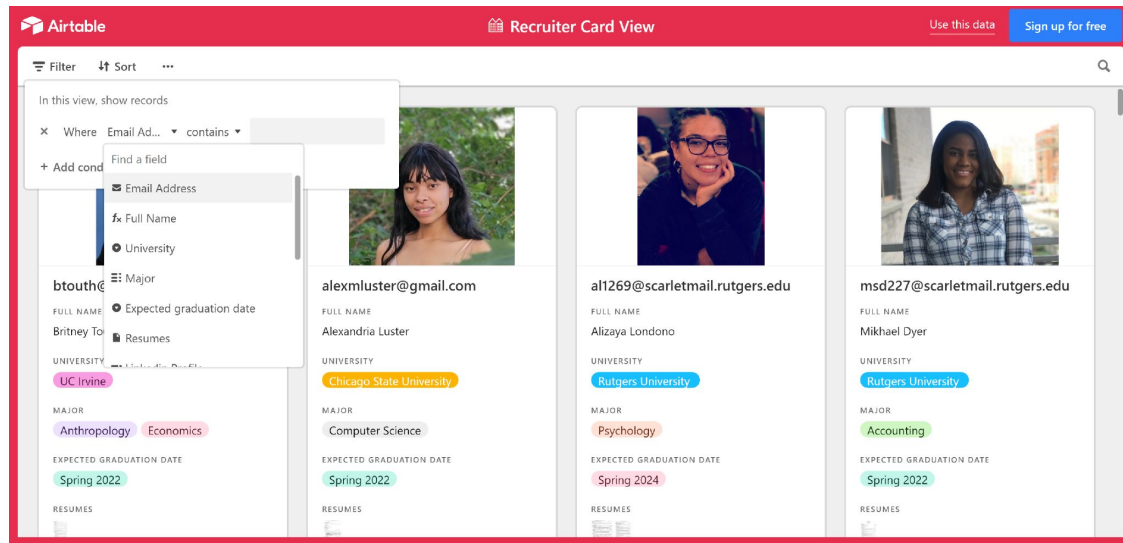 Airtable
Recruiter Card View
Use this data
Sign up for free
Filter
Sort
In this view, show records
Where Email Ad... contains
+ Add cond
Find a field
Email Address
Full Name
University
Major
Expected graduation date
Resumes
btouth@
FULL NAME
Britney To
UNIVERSITY
UC Irvine
MAJOR
Anthropology Economics
EXPECTED GRADUATION DATE
Spring 2022
RESUMES
alexmluster@gmail.com
FULL NAME
Alexandria Luster
UNIVERSITY
Chicago State University
MAJOR
Computer Science
EXPECTED GRADUATION DATE
Spring 2022
RESUMES
al1269@scarletmail.rutgers.edu
FULL NAME
Alizaya Londono
UNIVERSITY
Rutgers University
MAJOR
Psychology
EXPECTED GRADUATION DATE
Spring 2024
RESUMES
msd227@scarletmail.rutgers.edu
FULL NAME
Mikhael Dyer
UNIVERSITY
Rutgers University
MAJOR
Accounting
EXPECTED GRADUATION DATE
Spring 2022
RESUMES